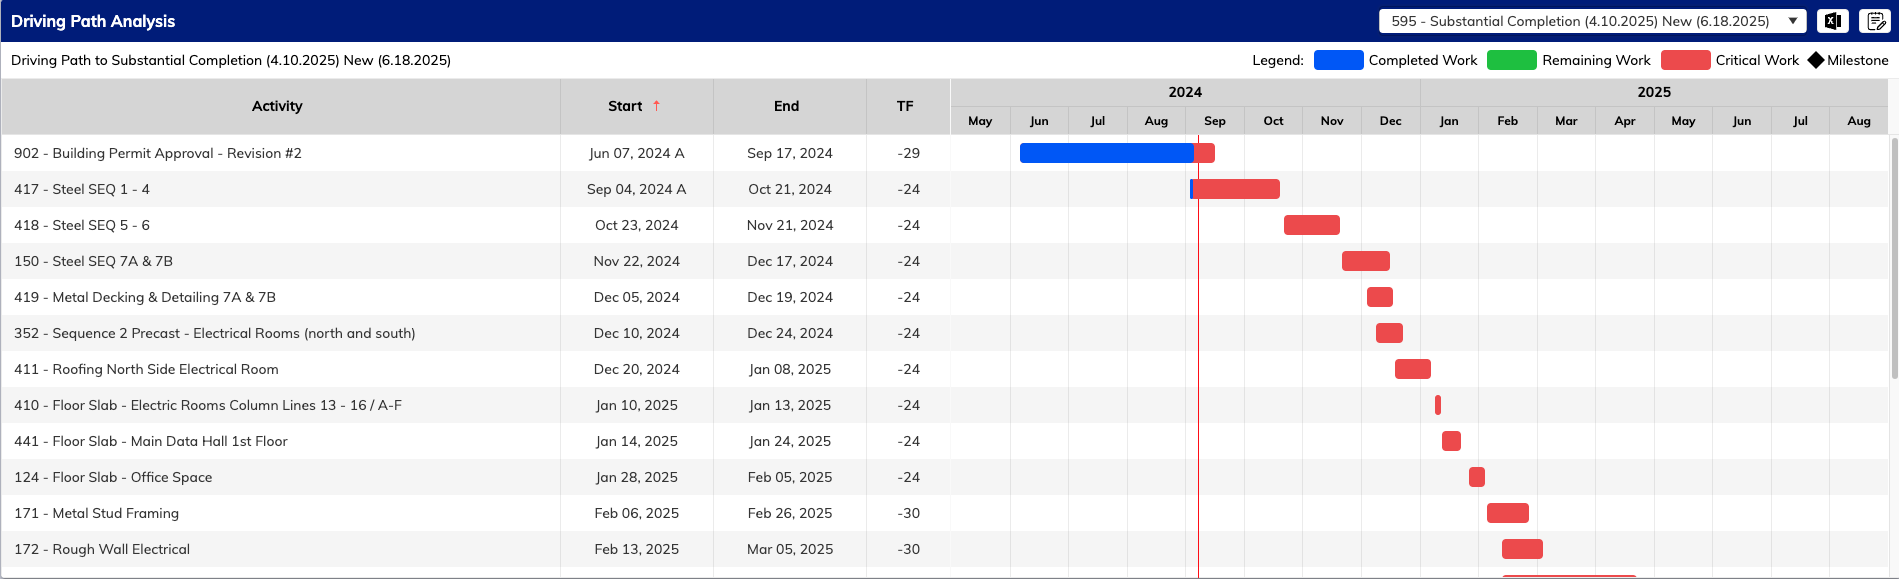 Driving Path Analysis
595 - Substantial Completion (4.10.2025) New (6.18.2025)
Driving Path to Substantial Completion (4.10.2025) New (6.18.2025)
Legend: Completed Work Remaining Work Critical Work Milestone
Activity Start ↑ End TF
2024 2025
May Jun Jul Aug Sep Oct Nov Dec Jan Feb Mar Apr May Jun Jul Aug
902 - Building Permit Approval - Revision #2 Jun 07, 2024 A Sep 17, 2024 -29
417 - Steel SEQ 1 - 4 Sep 04, 2024 A Oct 21, 2024 -24
418 - Steel SEQ 5 - 6 Oct 23, 2024 Nov 21, 2024 -24
150 - Steel SEQ 7A & 7B Nov 22, 2024 Dec 17, 2024 -24
419 - Metal Decking & Detailing 7A & 7B Dec 05, 2024 Dec 19, 2024 -24
352 - Sequence 2 Precast - Electrical Rooms (north and south) Dec 10, 2024 Dec 24, 2024 -24
411 - Roofing North Side Electrical Room Dec 20, 2024 Jan 08, 2025 -24
410 - Floor Slab - Electric Rooms Column Lines 13 - 16 / A-F Jan 10, 2025 Jan 13, 2025 -24
441 - Floor Slab - Main Data Hall 1st Floor Jan 14, 2025 Jan 24, 2025 -24
124 - Floor Slab - Office Space Jan 28, 2025 Feb 05, 2025 -24
171 - Metal Stud Framing Feb 06, 2025 Feb 26, 2025 -30
172 - Rough Wall Electrical Feb 13, 2025 Mar 05, 2025 -30